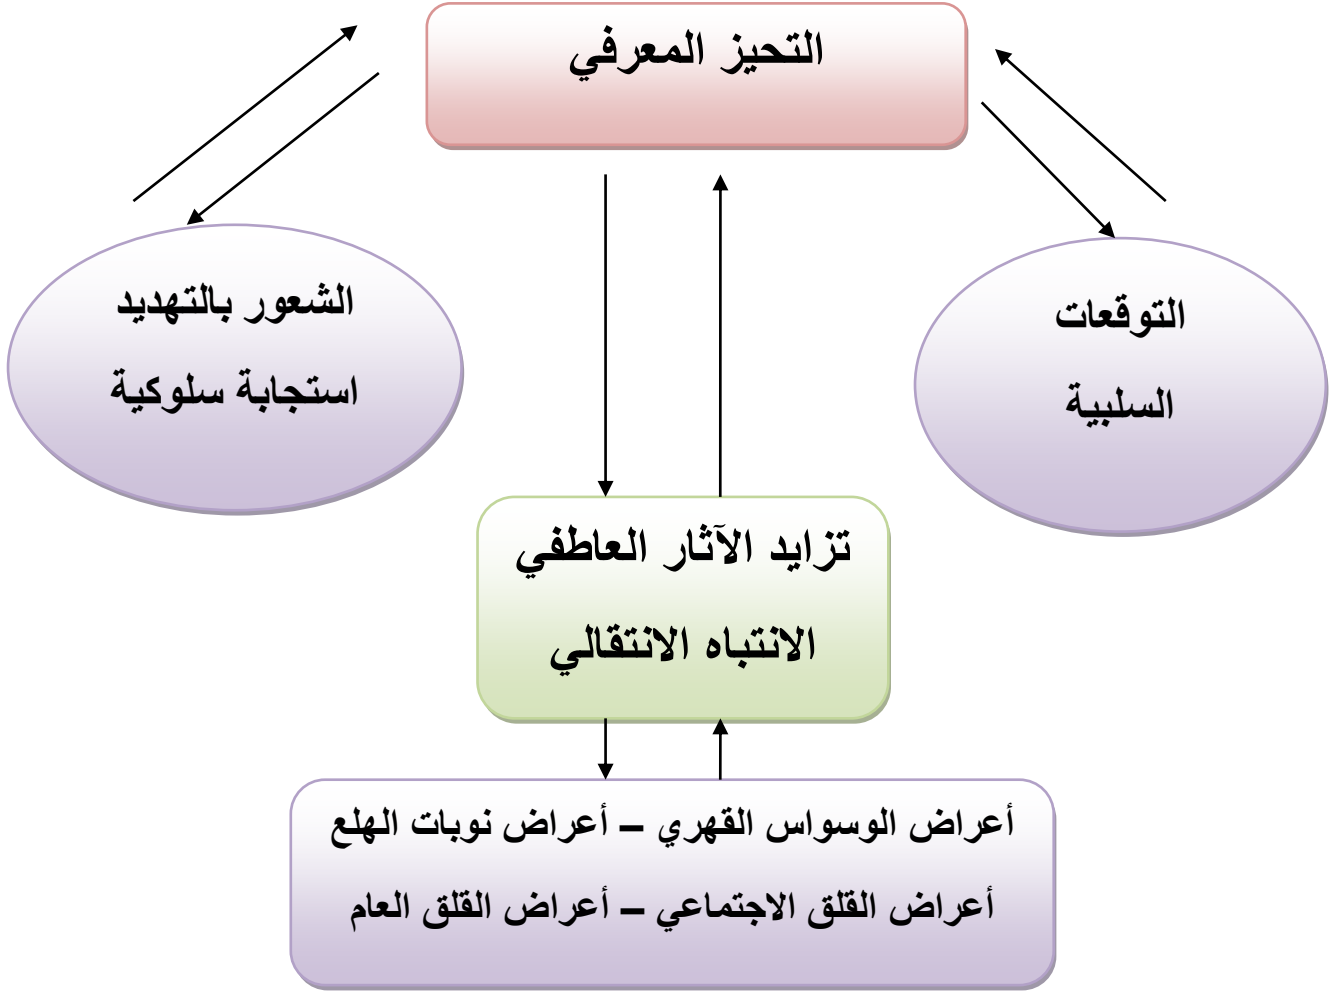 التحيز المعرفي
التوقعات
السلبية
الشعور بالتهديد
استجابة سلوكية
تزايد الآثار العاطفي
الانتباه الانتقالي
أعراض الوسواس القهري – أعراض نوبات الهلع
أعراض القلق الاجتماعي – أعراض القلق العام